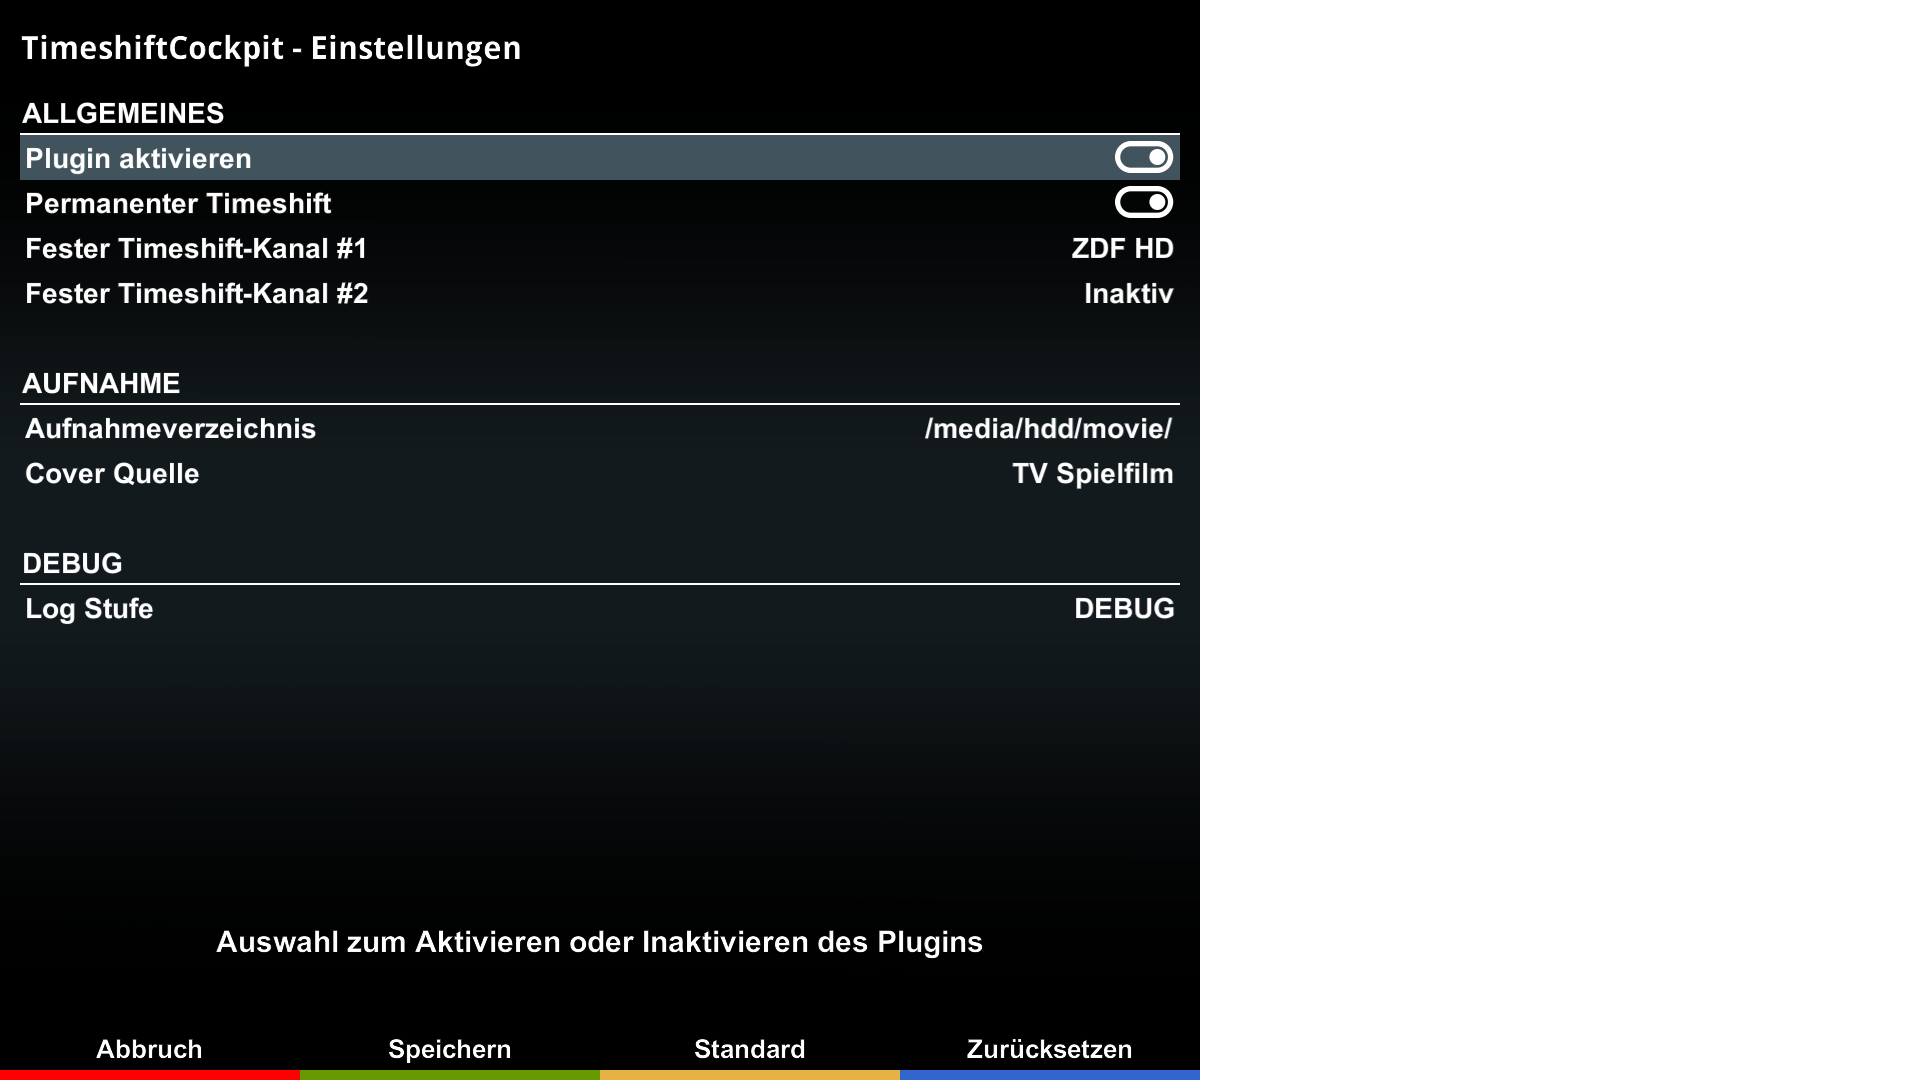 TimeshiftCockpit - Einstellungen
ALLGEMEINES
Plugin aktivieren
Permanenter Timeshift
Fester Timeshift-Kanal #1 ZDF HD
Fester Timeshift-Kanal #2 Inaktiv
AUFNAHME
Aufnahmeverzeichnis /media/hdd/movie/
Cover Quelle TV Spielfilm
DEBUG
Log Stufe DEBUG
Auswahl zum Aktivieren oder Inaktivieren des Plugins
Abbruch Speichern Standard Zurücksetzen